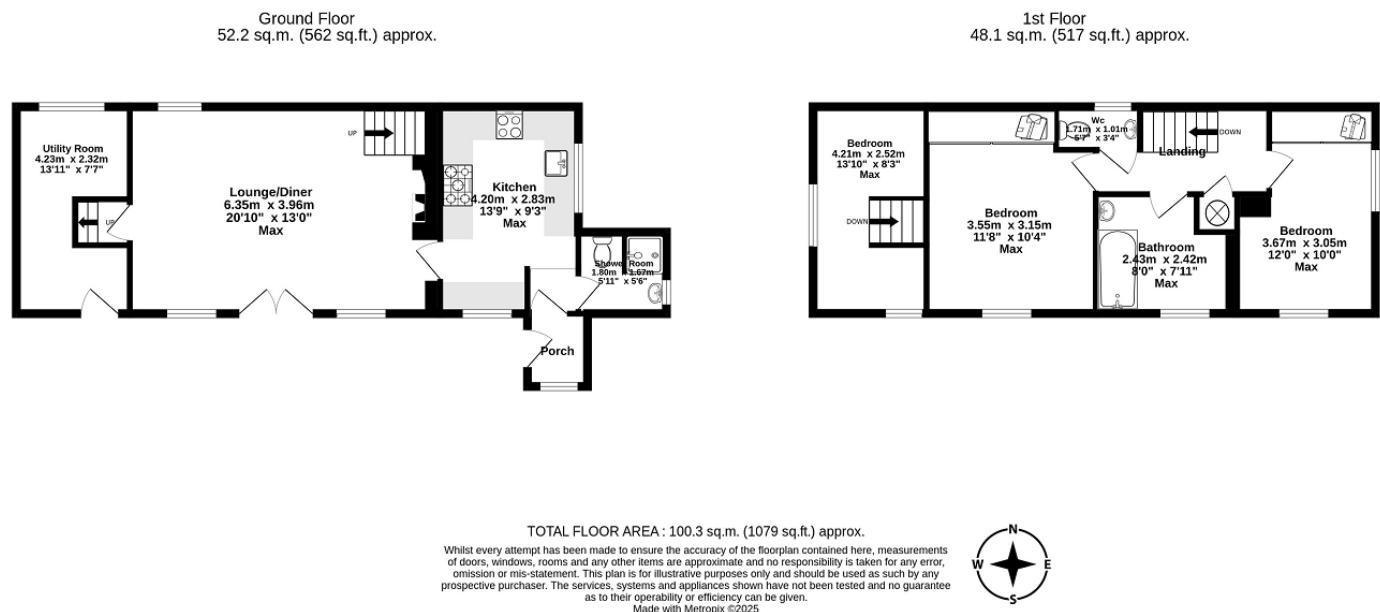 Ground Floor
52.2 sq.m. (562 sq.ft.) approx.
1st Floor
48.1 sq.m. (517 sq.ft.) approx.
Utility Room
4.23m x 2.32m
13'11" x 7'7"
UP
UP
Lounge/Diner
6.35m x 3.96m
20'10" x 13'0"
Max
Kitchen
4.20m x 2.83m
13'9" x 9'3"
Max
Shower Room
1.80m x 1.67m
5'11" x 5'6"
Porch
Bedroom
4.21m x 2.52m
13'10" x 8'3"
Max
DOWN
Bedroom
3.55m x 3.15m
11'8" x 10'4"
Max
Wc
1.71m x 1.01m
5'7" x 3'4"
DOWN
Landing
Bathroom
2.43m x 2.42m
8'0" x 7'11"
Max
Bedroom
3.67m x 3.05m
12'0" x 10'0"
Max
TOTAL FLOOR AREA : 100.3 sq.m. (1079 sq.ft.) approx.
Whilst every attempt has been made to ensure the accuracy of the floorplan contained here, measurements
of doors, windows, rooms and any other items are approximate and no responsibility is taken for any error,
omission or mis-statement. This plan is for illustrative purposes only and should be used as such by any
prospective purchaser. The services, systems and appliances shown have not been tested and no guarantee
as to their operability or efficiency can be given.
Made with Metropix ©2025
N
W E
S